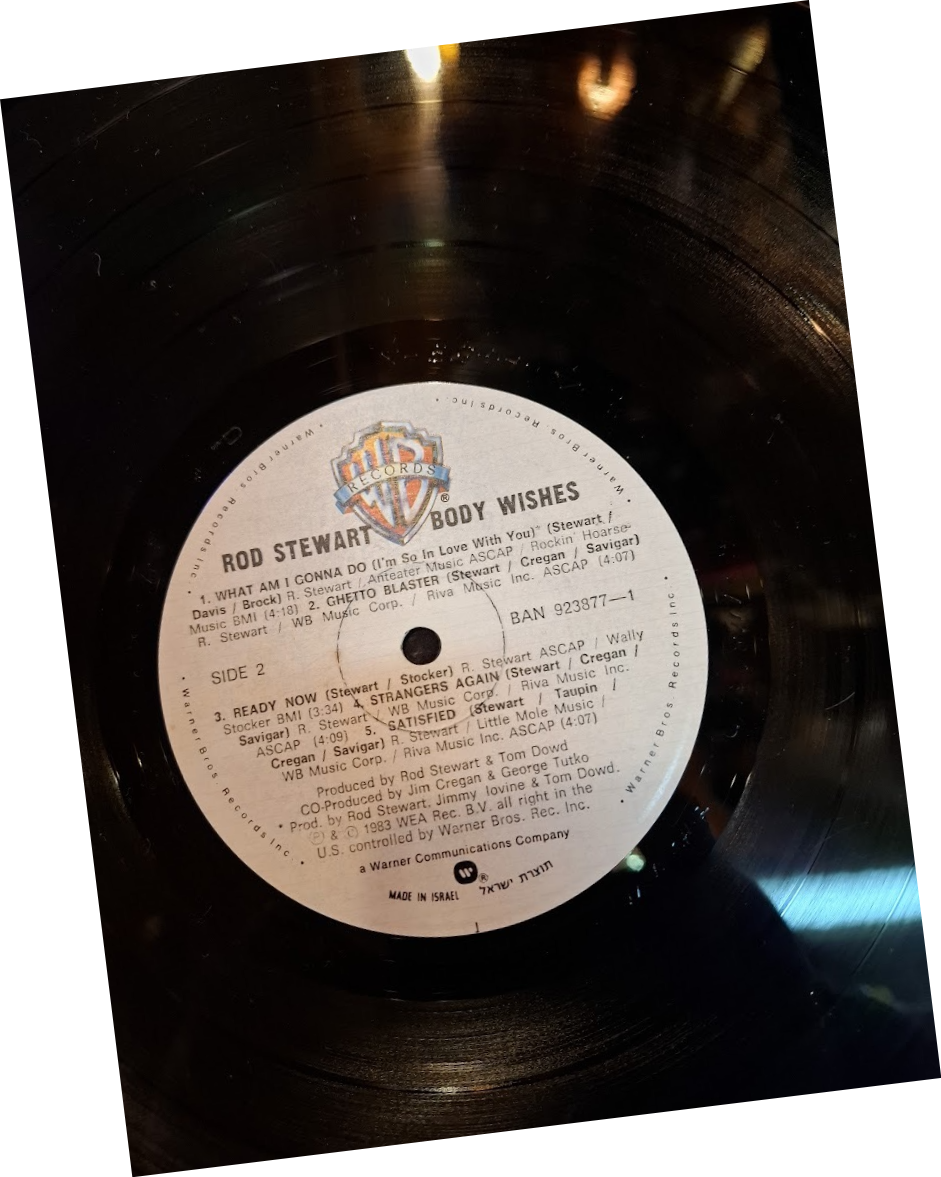 WB
RECORDS
®
ROD STEWART BODY WISHES
1. WHAT AM I GONNA DO (I'm So In Love With You)* (Stewart /
Davis / Brock) R. Stewart / Anteater Music ASCAP / Rockin' Hoarse-
Music BMI (4:18) 2. GHETTO BLASTER (Stewart / Cregan / Savigar)
R. Stewart / WB Music Corp. / Riva Music Inc. ASCAP (4:07)
SIDE 2
BAN 923877—1
3. READY NOW (Stewart / Stocker) R. Stewart ASCAP / Wally
Stocker BMI (3:34) 4. STRANGERS AGAIN (Stewart / Cregan /
Savigar) R. Stewart / WB Music Corp. / Riva Music Inc.
ASCAP (4:09) 5. SATISFIED (Stewart / Taupin /
Cregan / Savigar) R. Stewart / Little Mole Music /
WB Music Corp. / Riva Music Inc. ASCAP (4:07)
Produced by Rod Stewart & Tom Dowd
CO-Produced by Jim Cregan & George Tutko
* Prod. by Rod Stewart, Jimmy Iovine & Tom Dowd.
Ⓟ & Ⓒ 1983 WEA Rec. B.V. all right in the
U.S. controlled by Warner Bros. Rec. Inc.
a Warner Communications Company
MADE IN ISRAEL ® תוצרת ישראל
• Warner Bros. Records Inc. •
• Warner Bros. Records Inc. •
• Warner Bros. Records Inc. •
• Warner Bros. Records Inc. •